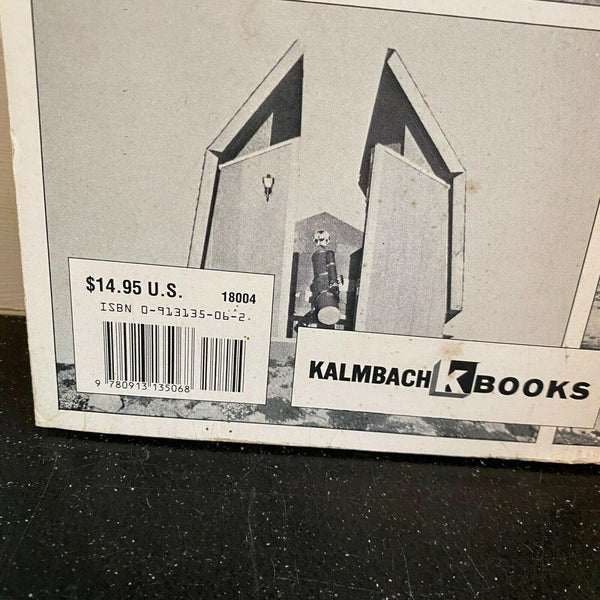 $14.95 U.S. 18004
ISBN 0-913135-06-2
9 780913 135068
KALMBACH K BOOKS